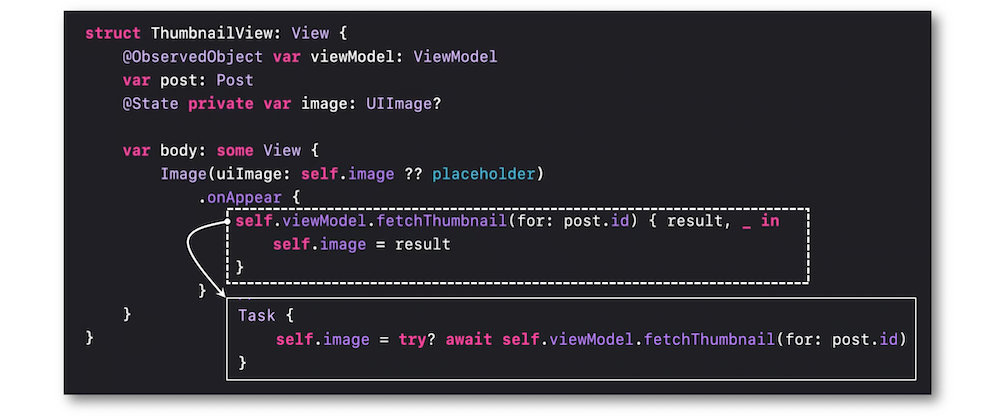 struct ThumbnailView: View {
@ObservedObject var viewModel: ViewModel
var post: Post
@State private var image: UIImage?
var body: some View {
Image(uiImage: self.image ?? placeholder)
.onAppear {
self.viewModel.fetchThumbnail(for: post.id) { result, _ in
self.image = result
}
}
Task {
}
self.image = try? await self.viewModel.fetchThumbnail(for: post.id)
}
}